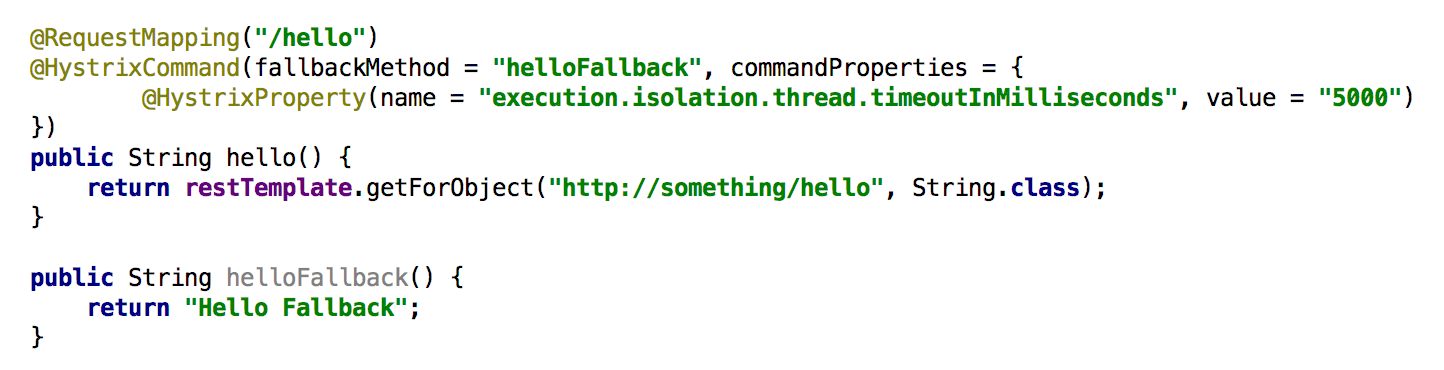 @RequestMapping("/hello")
@HystrixCommand(fallbackMethod = "helloFallback", commandProperties = {
        @HystrixProperty(name = "execution.isolation.thread.timeoutInMilliseconds", value = "5000")
})
public String hello() {
    return restTemplate.getForObject("http://something/hello", String.class);
}

public String helloFallback() {
    return "Hello Fallback";
}